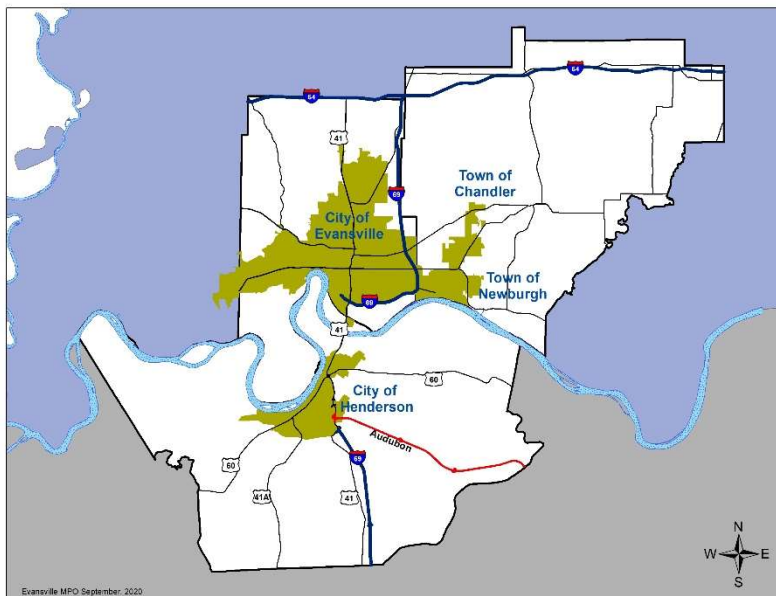 64
64
41
69
Town of
Chandler
City of
Evansville
Town of
Newburgh
69
41
60
City of
Henderson
Audubon
60
69
41A
41
N
W E
S
Evansville MPO September, 2020